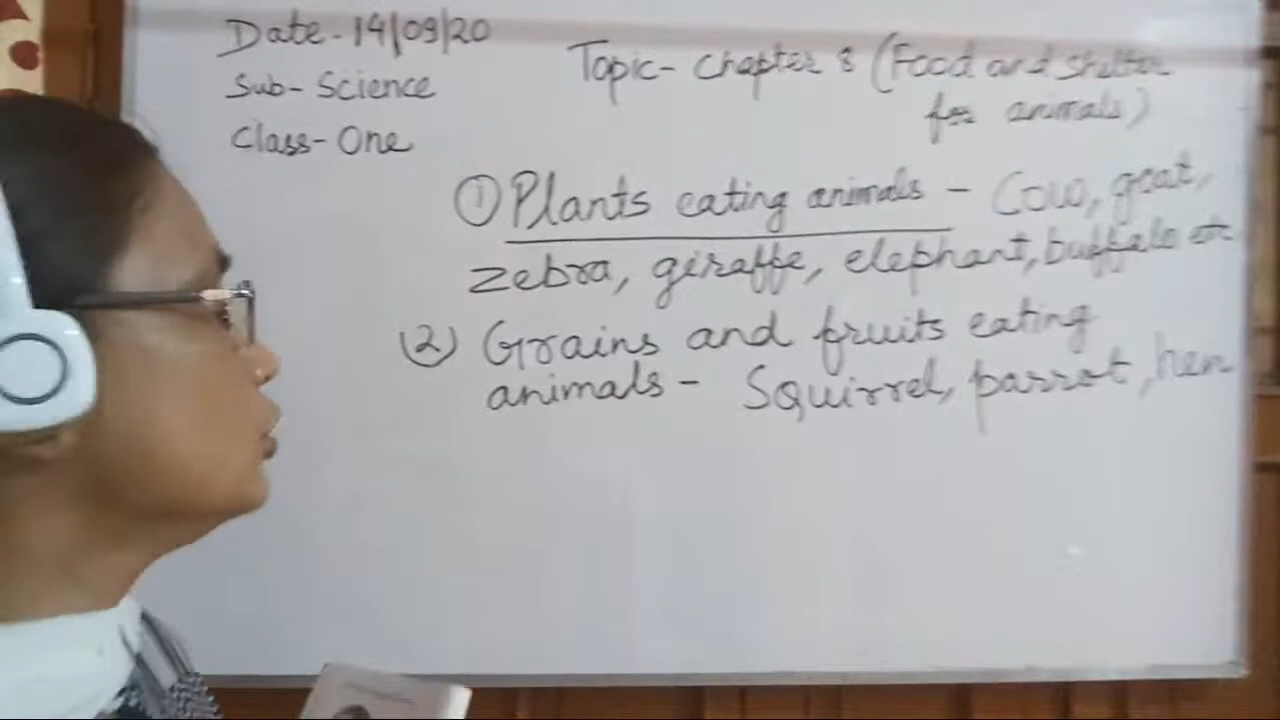 Date-14/09/20
Sub-Science
Class-One
Topic-Chapter 8 (Food and shelter
for animals)
① Plants eating animals - Cow, goat,
zebra, giraffe, elephant, buffalo etc
② Grains and fruits eating
animals - Squirrel, parrot, hen